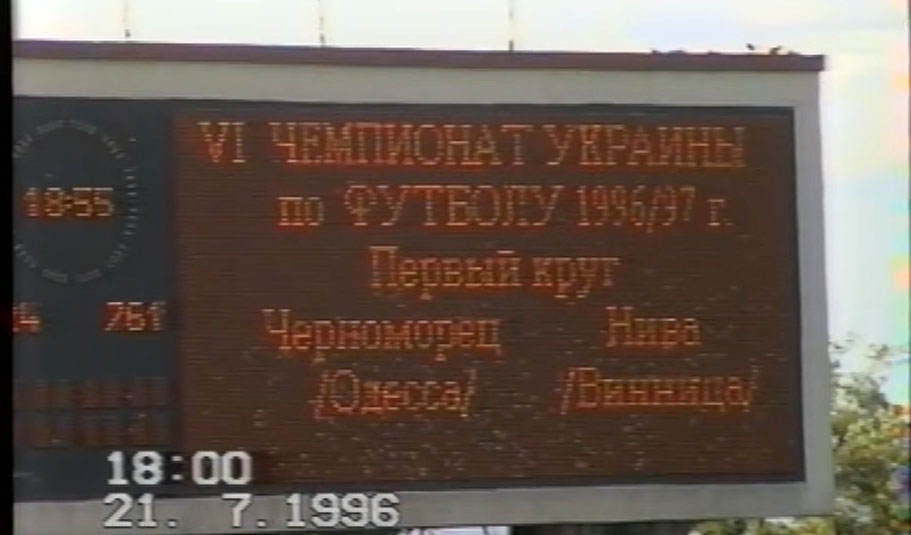 VI ЧЕМПИОНАТ УКРАИНЫ
по ФУТБОЛУ 1996/97 г.
18:55
Первый круг
761
Черноморец Нива
/Одесса/ /Винница/
18:00
21. 7.1996